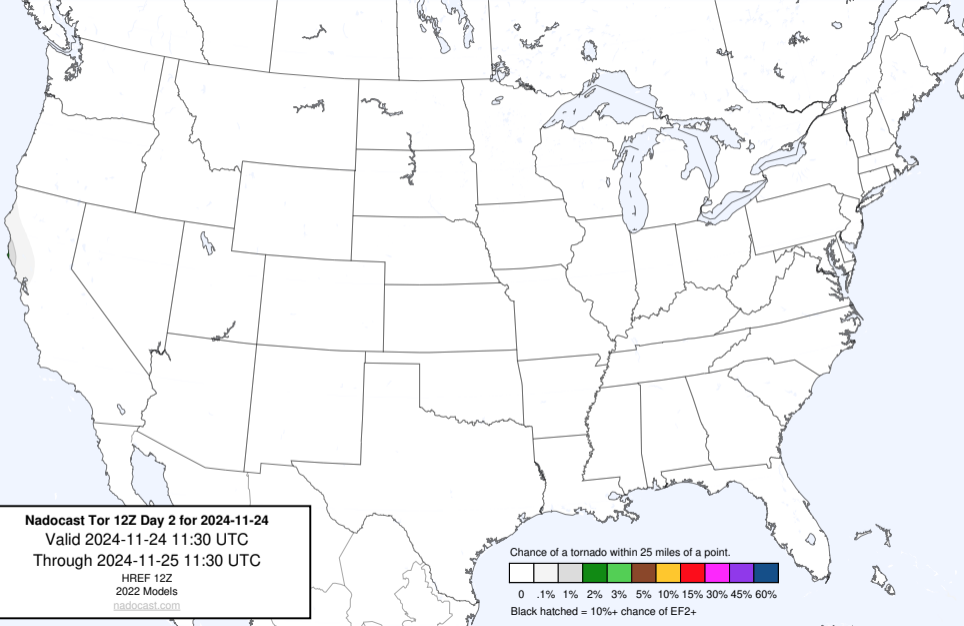 Nadocast Tor 12Z Day 2 for 2024-11-24
Valid 2024-11-24 11:30 UTC
Through 2024-11-25 11:30 UTC
HREF 12Z
2022 Models
nadocast.com
Chance of a tornado within 25 miles of a point.
0 .1% 1% 2% 3% 5% 10% 15% 30% 45% 60%
Black hatched = 10%+ chance of EF2+